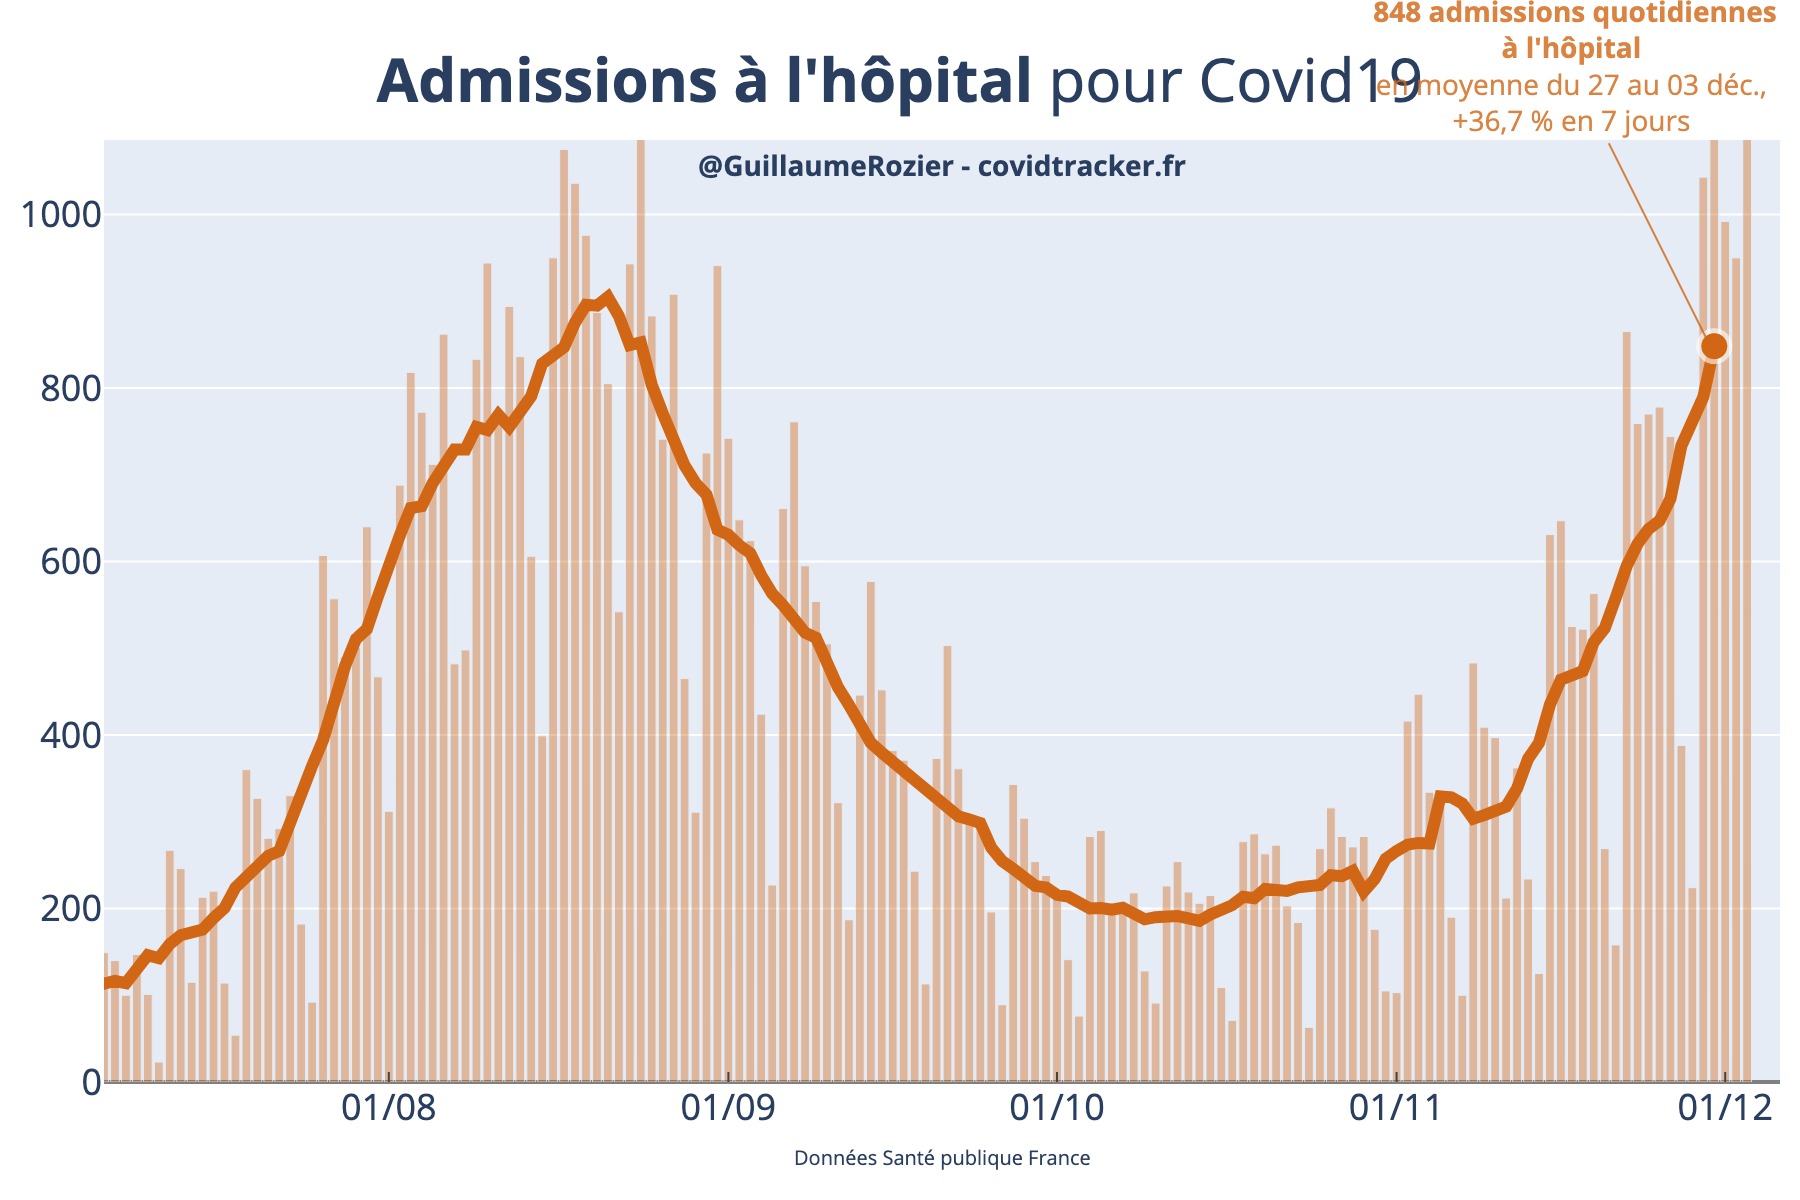 848 admissions quotidiennes
à l'hôpital
Admissions à l'hôpital pour Covid19
en moyenne du 27 au 03 déc.,
+36,7 % en 7 jours
@GuillaumeRozier - covidtracker.fr
1000
800
600
400
200
0
01/08 01/09 01/10 01/11 01/12
Données Santé publique France